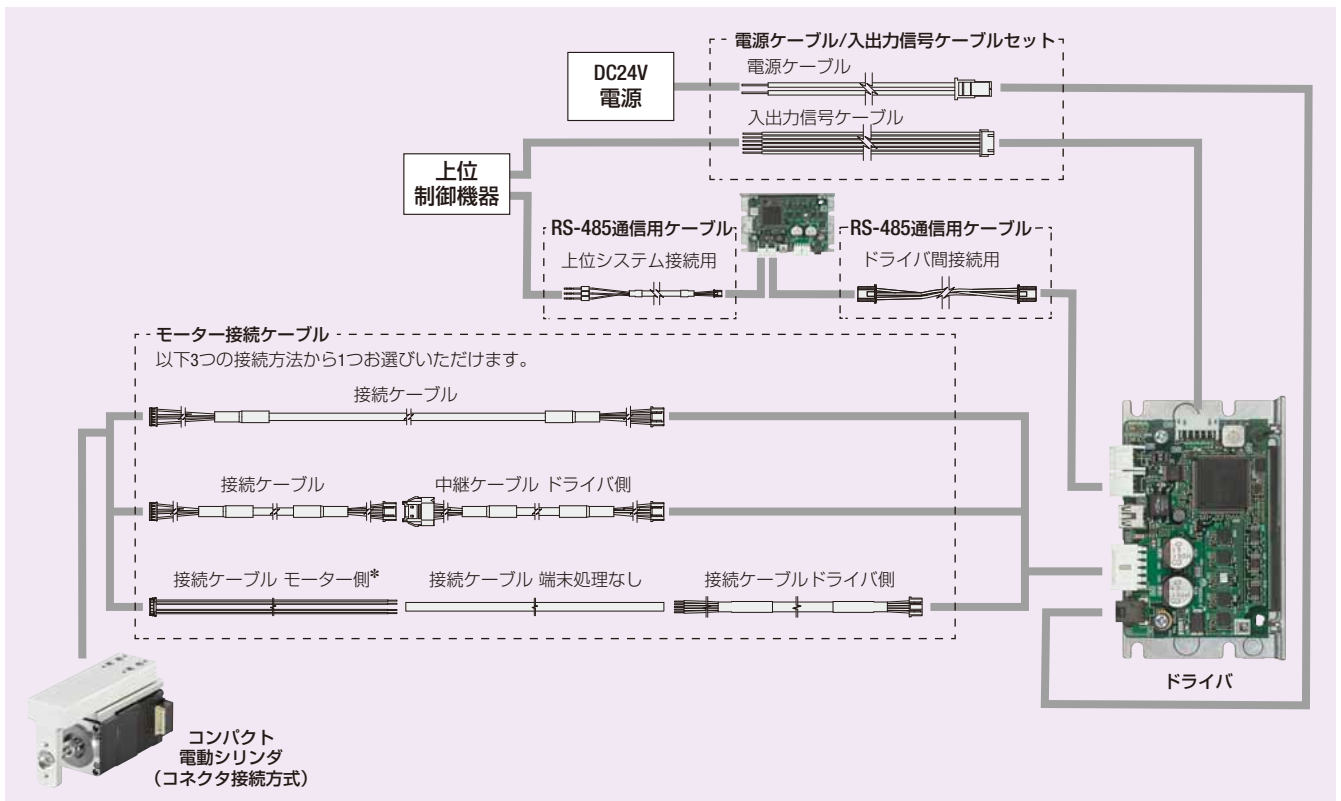 電源ケーブル/入出力信号ケーブルセット
DC24V
電源
電源ケーブル
入出力信号ケーブル
上位
制御機器
RS-485通信用ケーブル
上位システム接続用
RS-485通信用ケーブル
ドライバ間接続用
モーター接続ケーブル
以下3つの接続方法から1つお選びいただけます。
接続ケーブル
接続ケーブル
中継ケーブル ドライバ側
接続ケーブル モーター側*
接続ケーブル 端末処理なし
接続ケーブルドライバ側
ドライバ
コンパクト
電動シリンダ
(コネクタ接続方式)